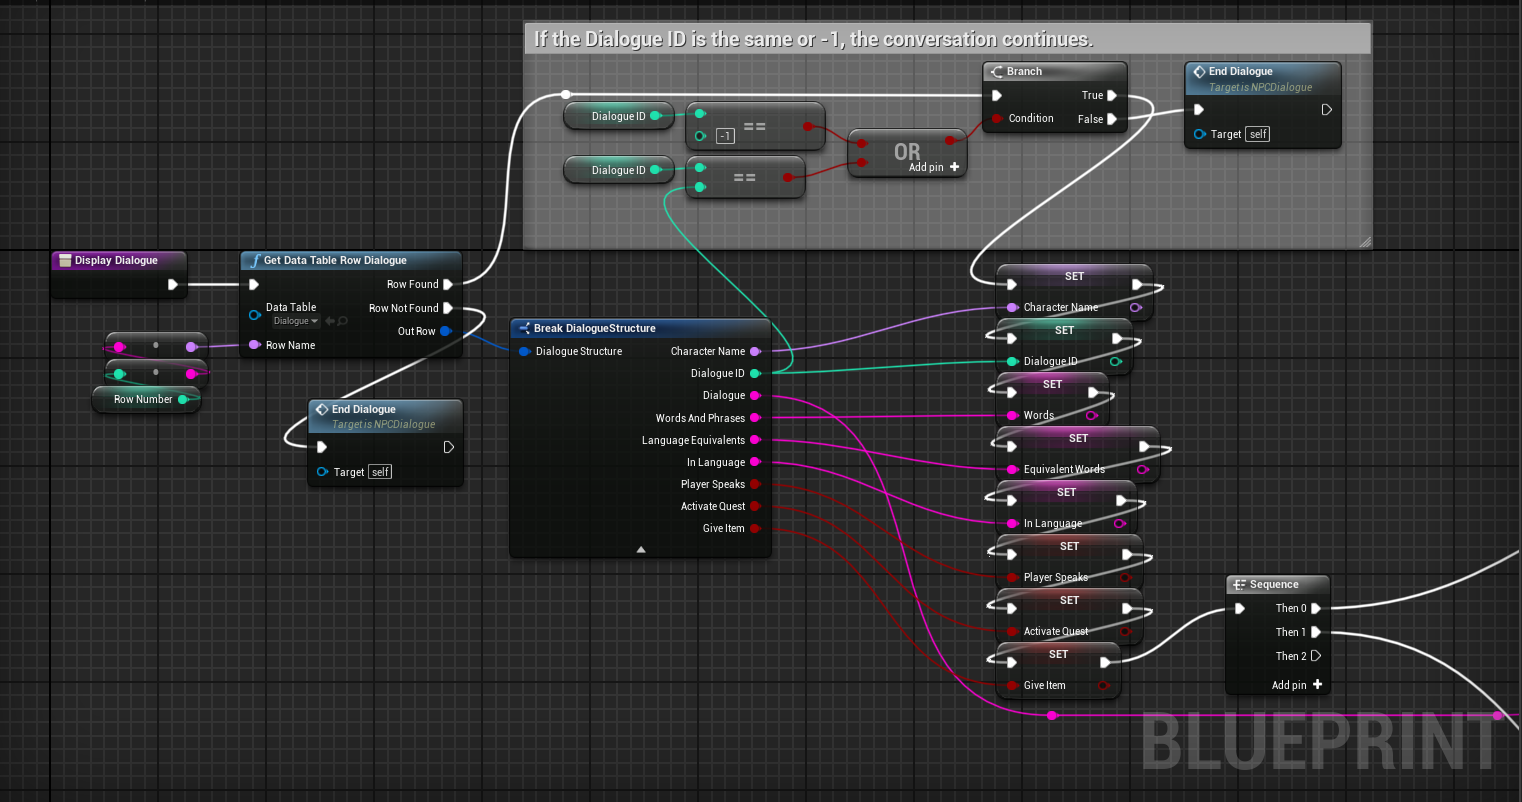 If the Dialogue ID is the same or -1, the conversation continues.
Branch
True
Condition
False
End Dialogue
Target is NPCDialogue
Target self
Dialogue ID
==
-1
Dialogue ID
==
OR
Add pin +
Display Dialogue
Get Data Table Row Dialogue
Row Found
Data Table
Dialogue
Row Not Found
Out Row
Row Name
Row Number
End Dialogue
Target is NPCDialogue
Target self
Break DialogueStructure
Dialogue Structure
Character Name
Dialogue ID
Dialogue
Words And Phrases
Language Equivalents
In Language
Player Speaks
Activate Quest
Give Item
SET
Character Name
SET
Dialogue ID
SET
Words
SET
Equivalent Words
SET
In Language
SET
Player Speaks
SET
Activate Quest
SET
Give Item
Sequence
Then 0
Then 1
Then 2
Add pin +
BLUEPRINT